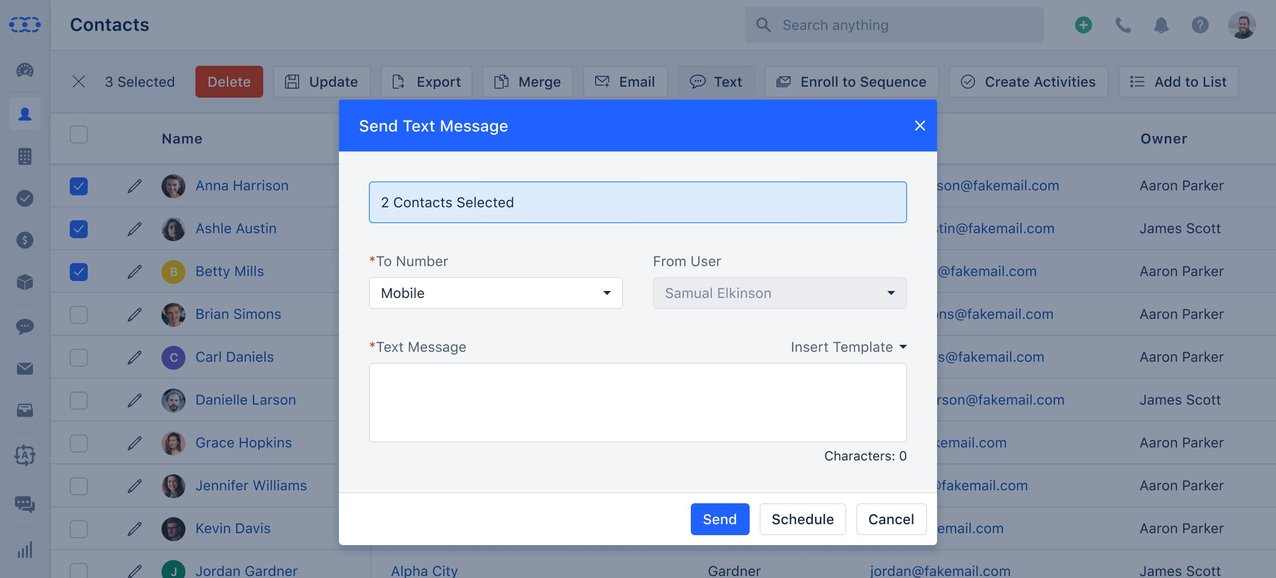 Contacts
Search anything
3 Selected Delete Update Export Merge Email Text Enroll to Sequence Create Activities Add to List
Send Text Message
Name
Owner
2 Contacts Selected
Anna Harrison son@fakemail.com Aaron Parker
Ashle Austin tin@fakemail.com James Scott
Betty Mills @fakemail.com Aaron Parker
Brian Simons ns@fakemail.com Aaron Parker
Carl Daniels s@fakemail.com Aaron Parker
Danielle Larson rson@fakemail.com James Scott
Grace Hopkins kemail.com Aaron Parker
Jennifer Williams @fakemail.com Aaron Parker
Kevin Davis email.com Aaron Parker
Jordan Gardner Alpha City Gardner jordan@fakemail.com James Scott
*To Number From User
Mobile Samual Elkinson
*Text Message Insert Template
Characters: 0
Send Schedule Cancel
B
C
J